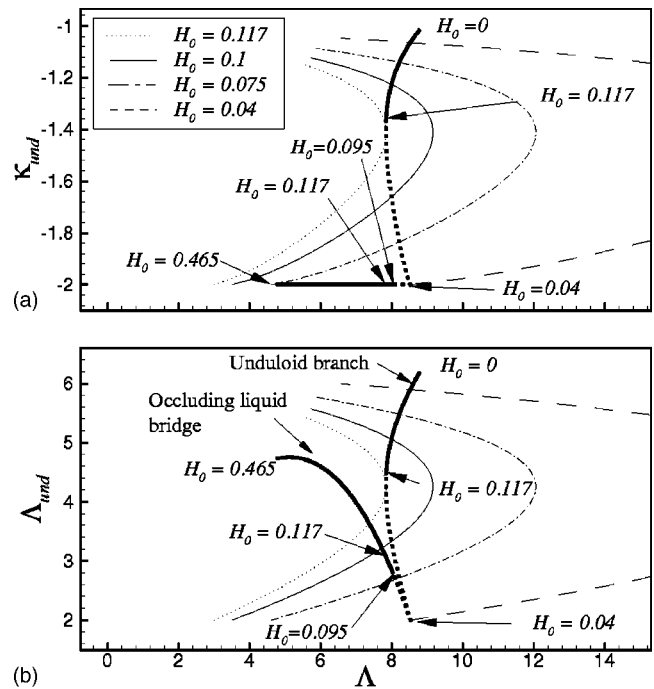 H₀ = 0.117
H₀ = 0.1
H₀ = 0.075
H₀ = 0.04
-1
-1.2
-1.4
-1.6
-1.8
-2
κund
H₀=0
H₀ = 0.117
H₀=0.095
H₀ = 0.117
H₀ = 0.465
H₀=0.04
(a)
6
5
4
3
2
Λund
Unduloid branch
H₀=0
Occluding liquid
bridge
H₀=0.465
H₀ = 0.117
H₀=0.117
H₀=0.095
H₀ = 0.04
0 2 4 6 8 10 12 14
Λ
(b)